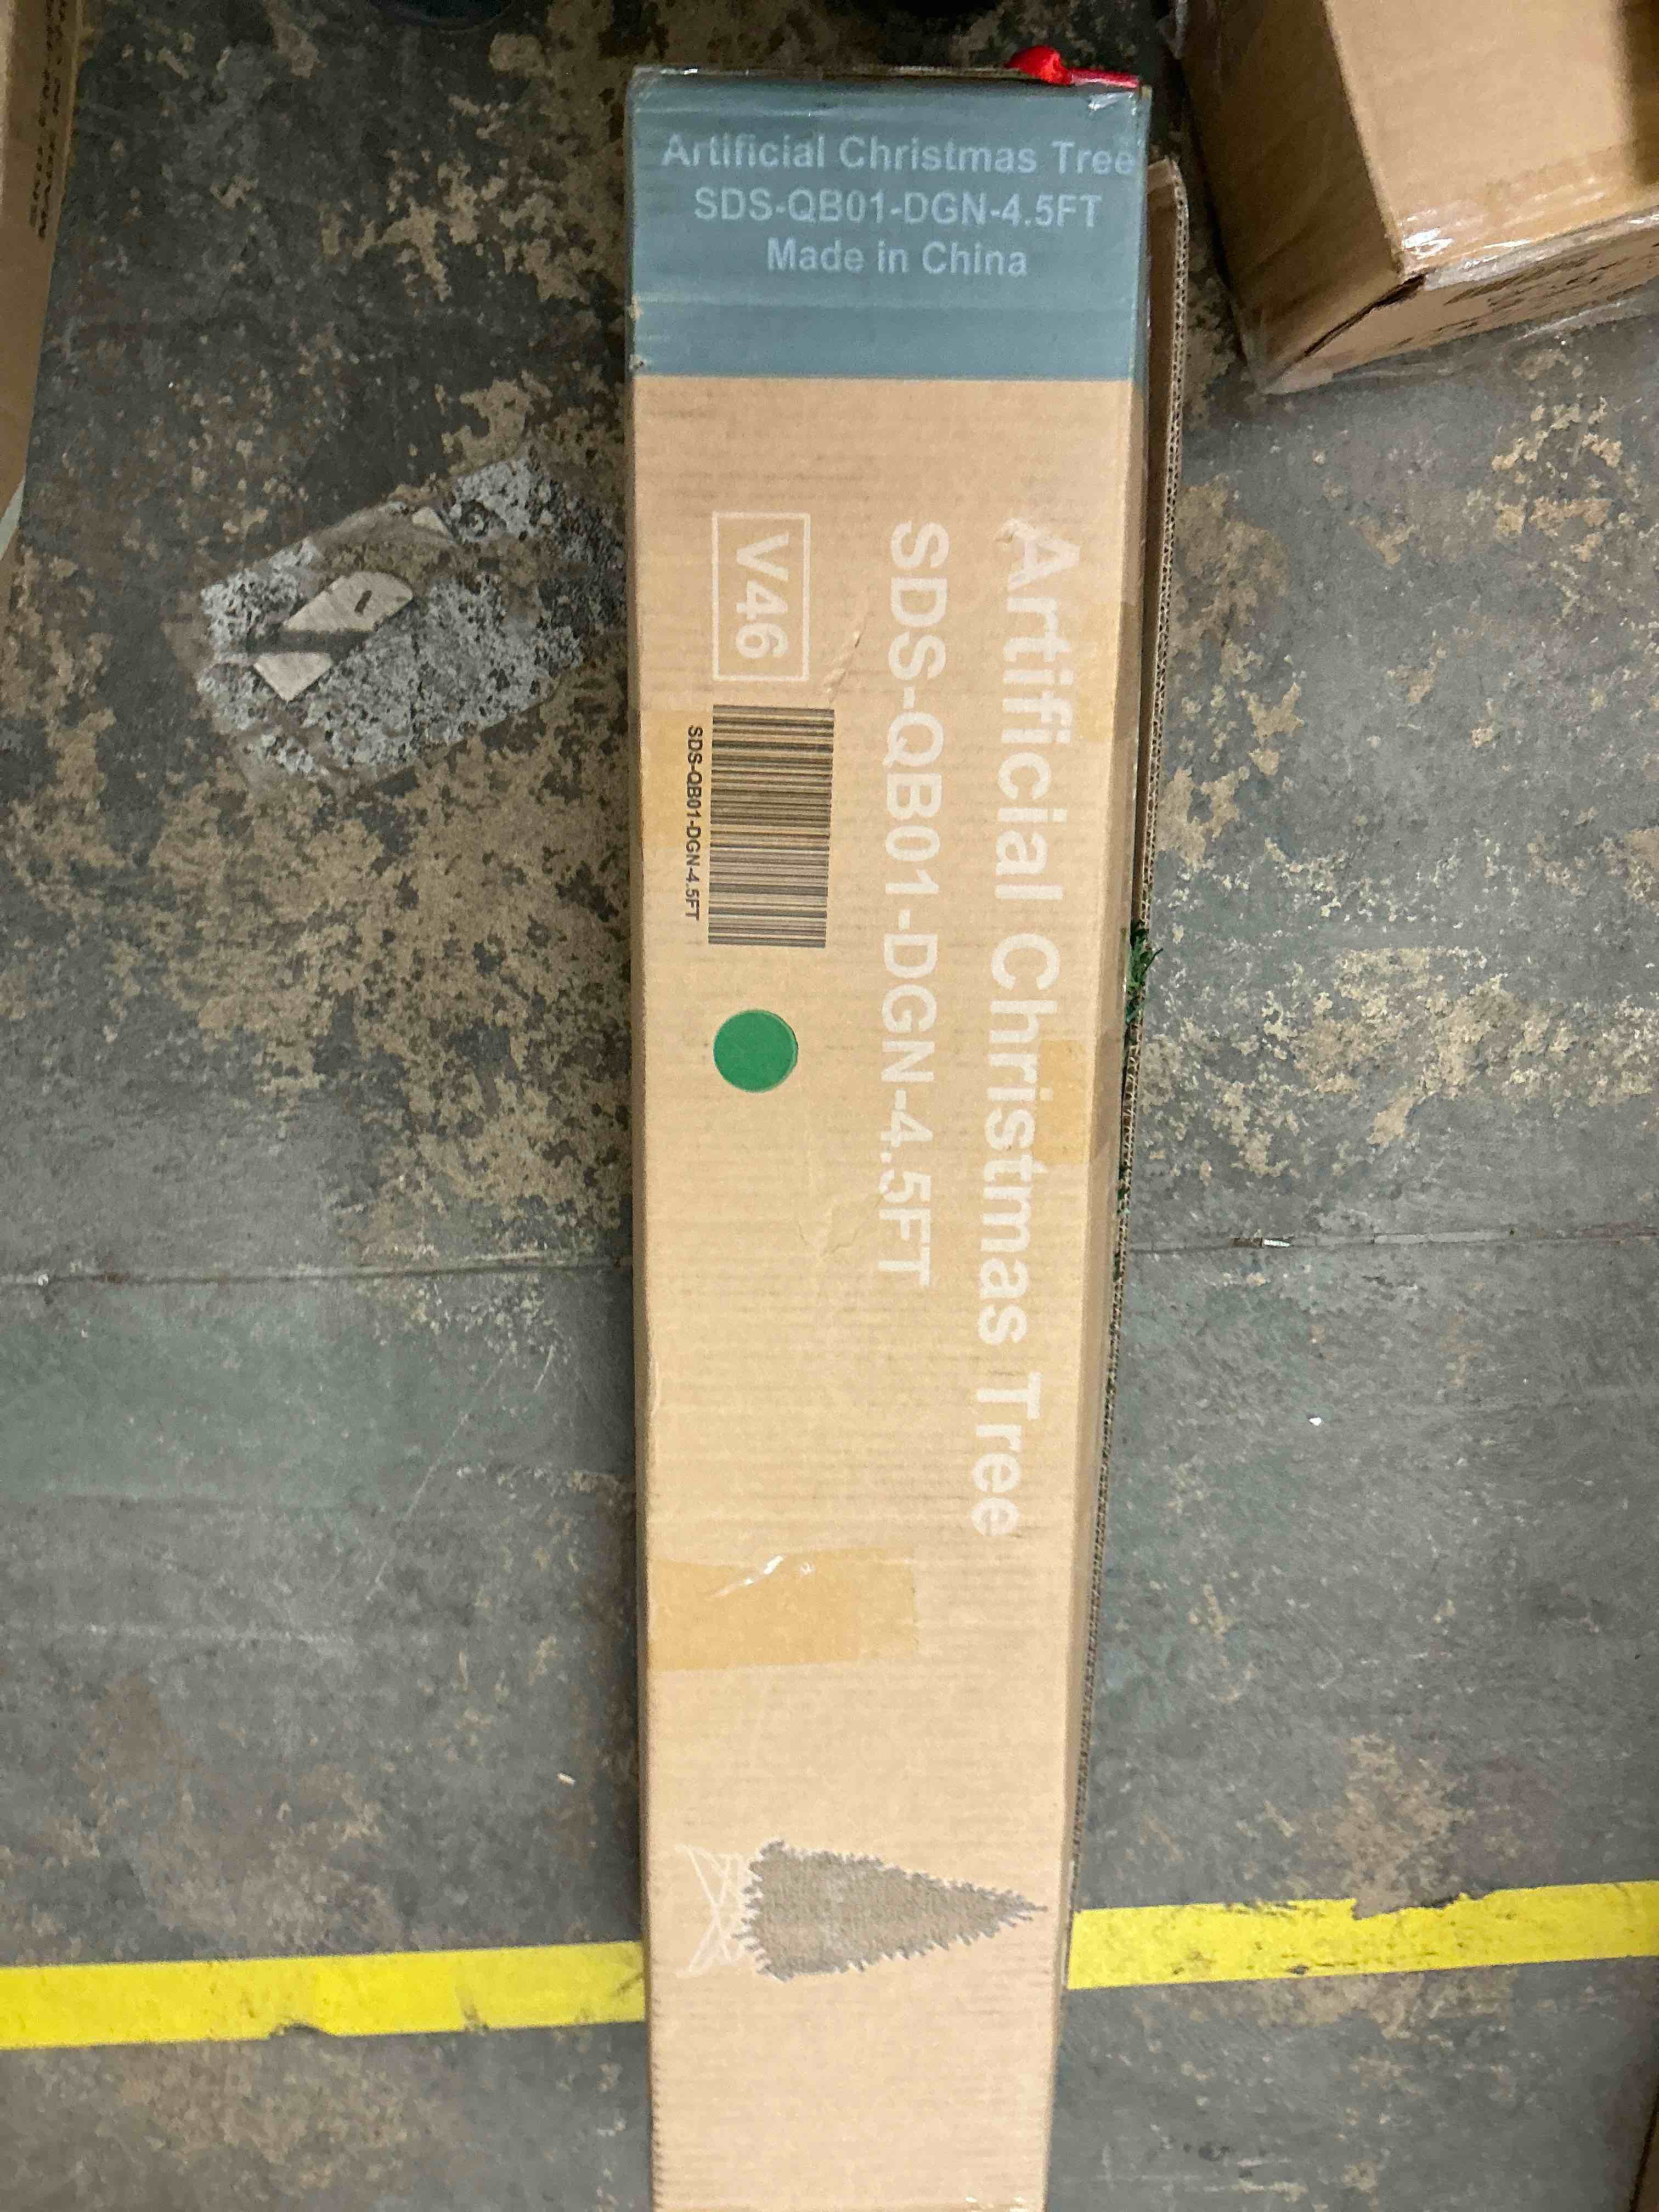 Artificial Christmas Tree
SDS-QB01-DGN-4.5FT
Made in China
Artificial Christmas Tree
SDS-QB01-DGN-4.5FT
V46
SDS-QB01-DGN-4.5FT